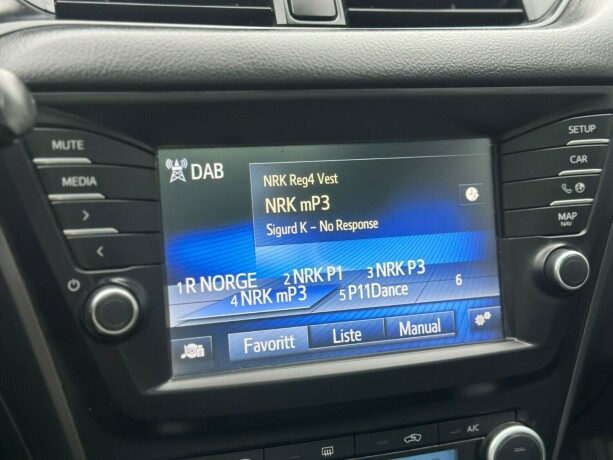 MUTE
MEDIA
SETUP
CAR
MAP
NAV
DAB
NRK Reg4 Vest
NRK mP3
Sigurd K - No Response
1 R NORGE 2 NRK P1 3 NRK P3
4 NRK mP3 5 P11Dance 6
Favoritt Liste Manual
A/C